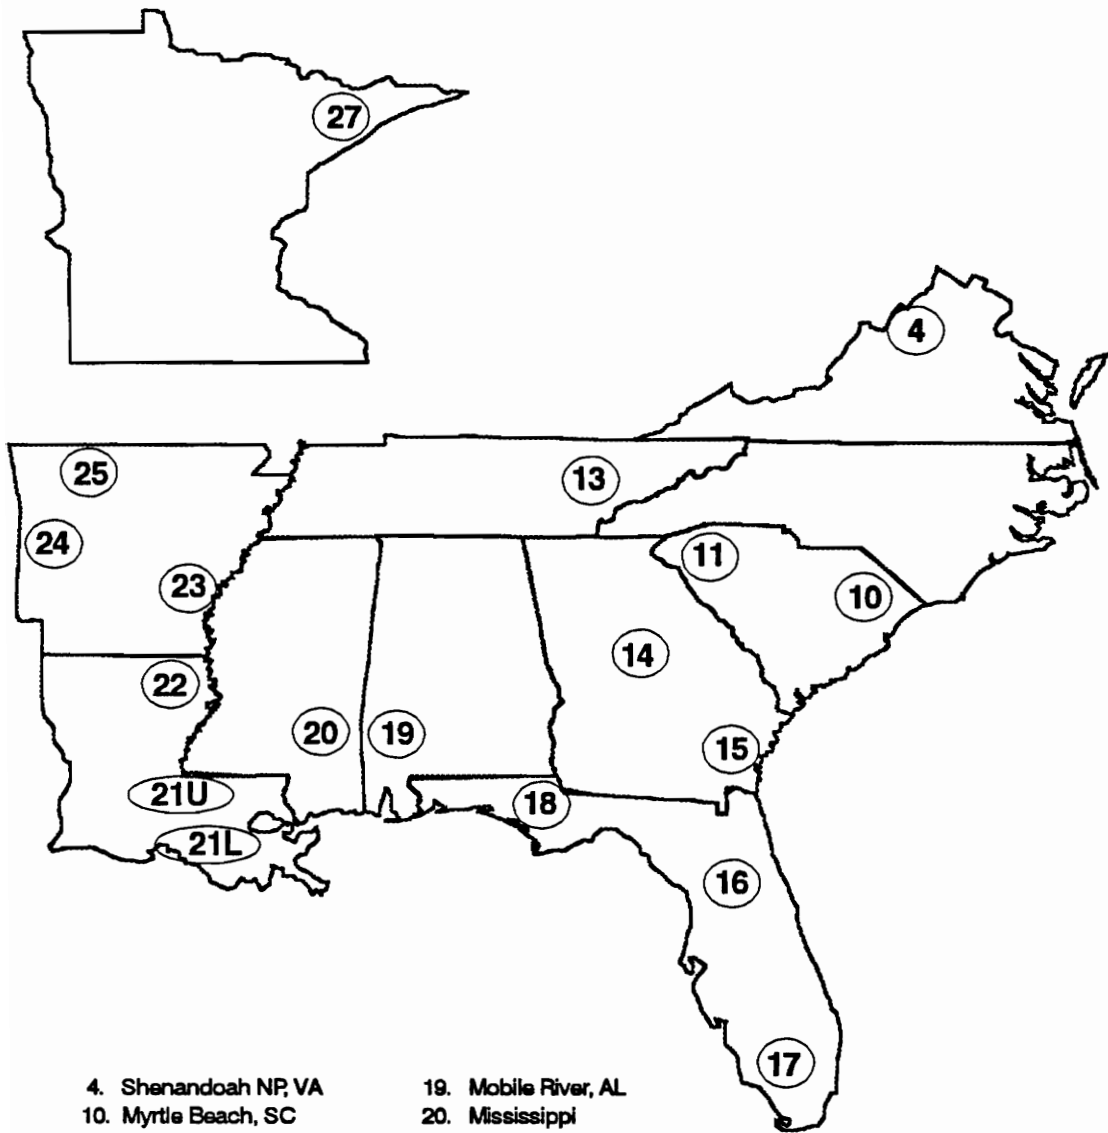 27
4
25
13
24
11
23
10
14
22
20
19
15
21U
18
21L
16
17
4. Shenandoah NP, VA
10. Myrtle Beach, SC
19. Mobile River, AL
20. Mississippi